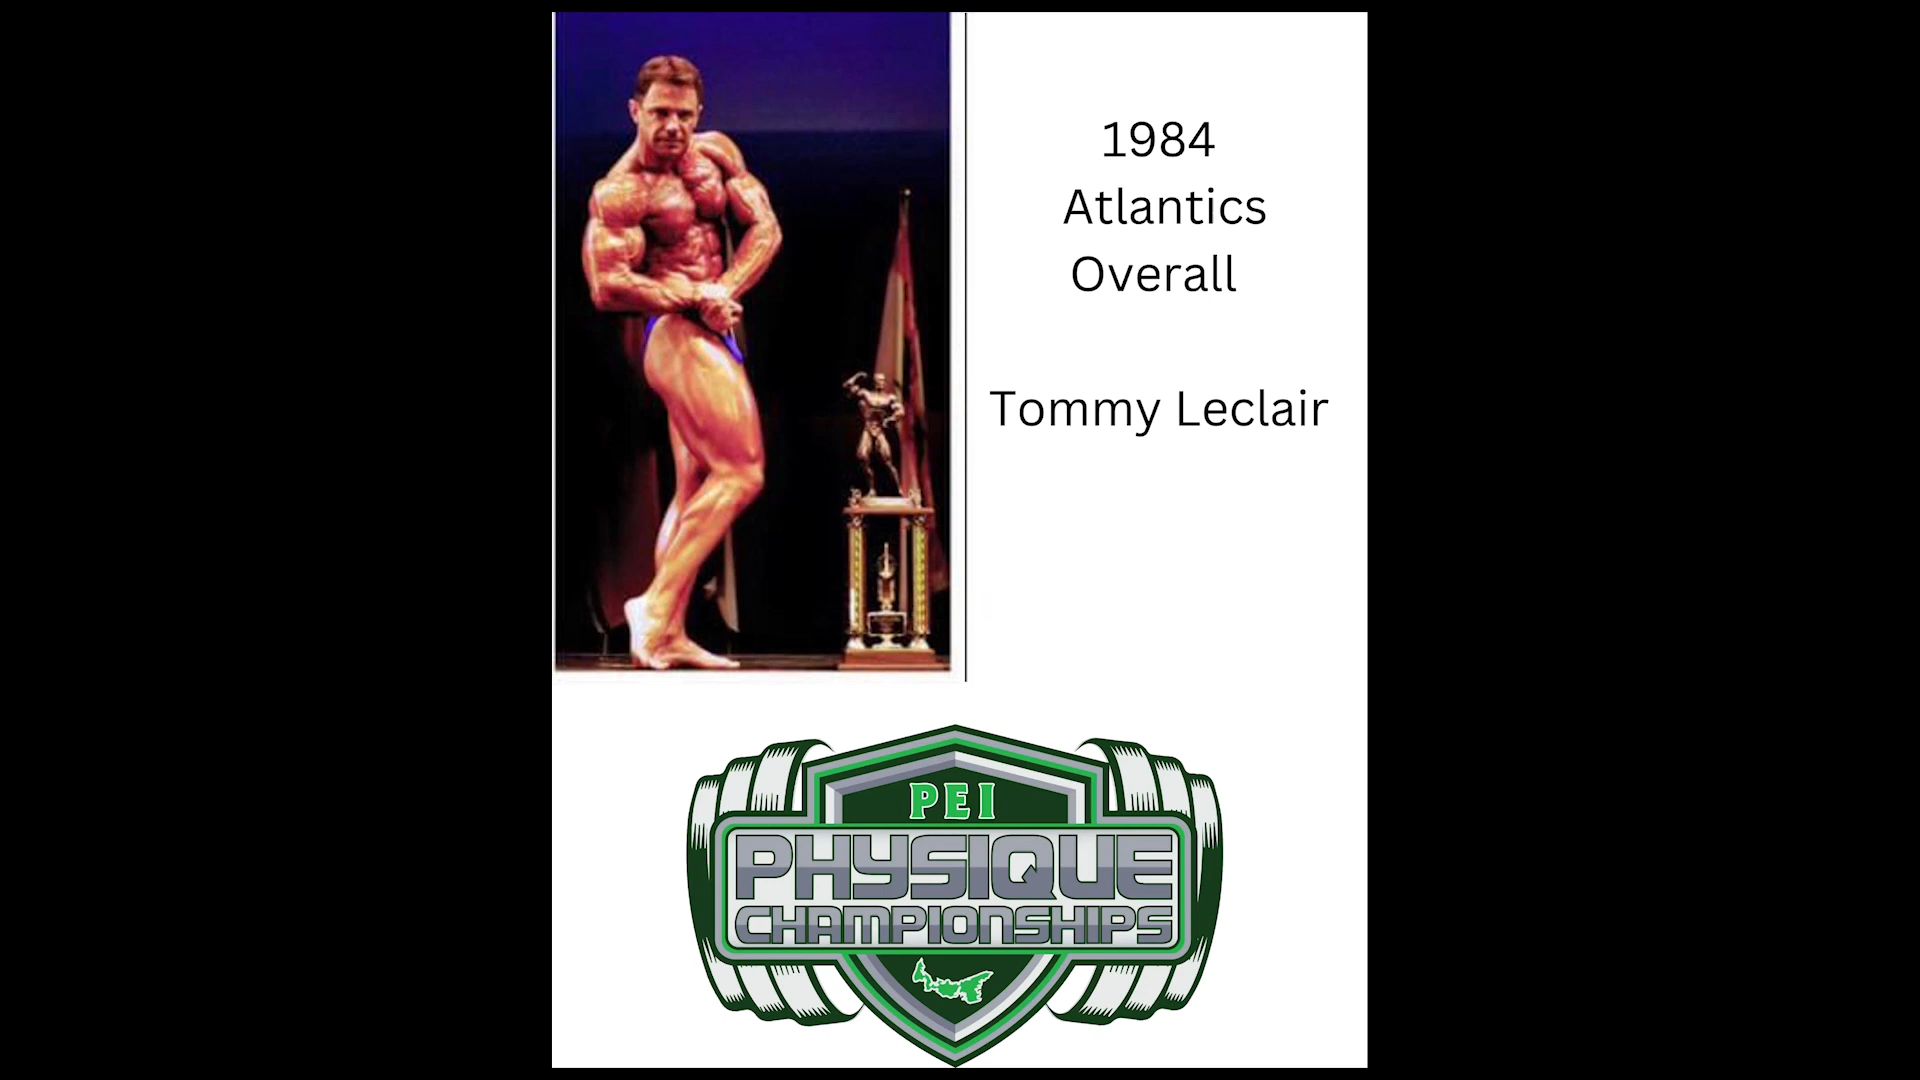 1984
Atlantics
Overall
Tommy Leclair
PEI
PHYSIQUE
CHAMPIONSHIPS